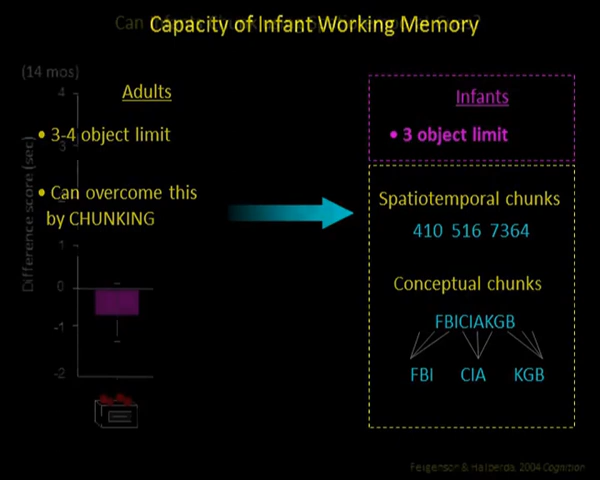 Capacity of Infant Working Memory
(14 mos)
Adults
• 3-4 object limit
• Can overcome this
by CHUNKING
Infants
• 3 object limit
Spatiotemporal chunks
410 516 7364
Conceptual chunks
FBICIAKGB
FBI CIA KGB
Difference score (sec)
4
3
1
0
-1
-2
Feigenson & Halberda, 2004 Cognition